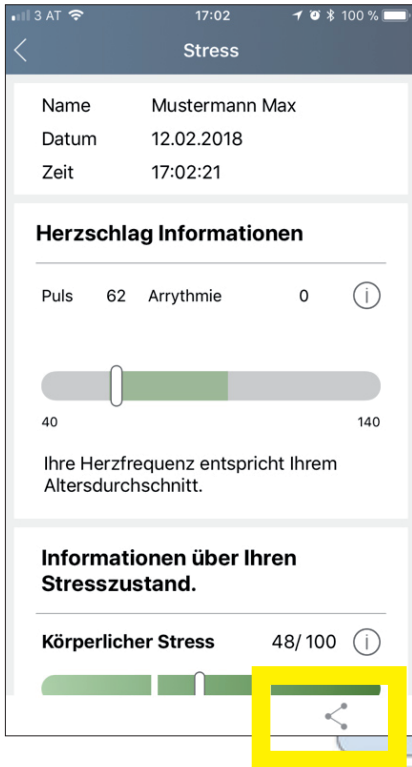 3 AT 17:02 100 %
Stress
Name Mustermann Max
Datum 12.02.2018
Zeit 17:02:21
Herzschlag Informationen
Puls 62 Arrythmie 0 i
40 140
Ihre Herzfrequenz entspricht Ihrem
Altersdurchschnitt.
Informationen über Ihren
Stresszustand.
Körperlicher Stress 48/100 i